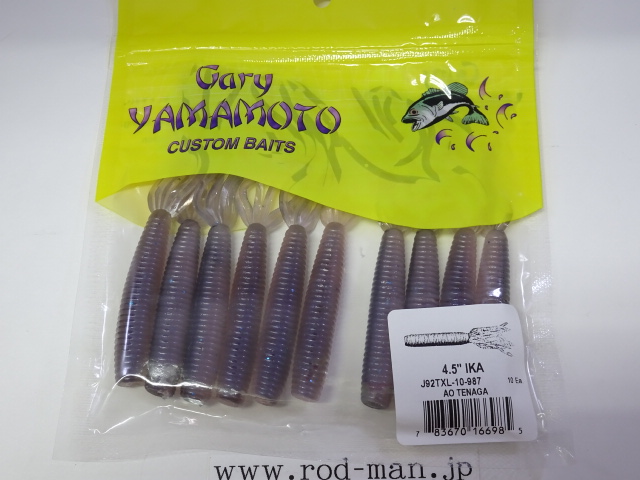 Gary
YAMAMOTO
CUSTOM BAITS
4.5" IKA
J92TXL-10-987 10 Ea
AO TENAGA
7 83670 16698 5
www.rod-man.jp